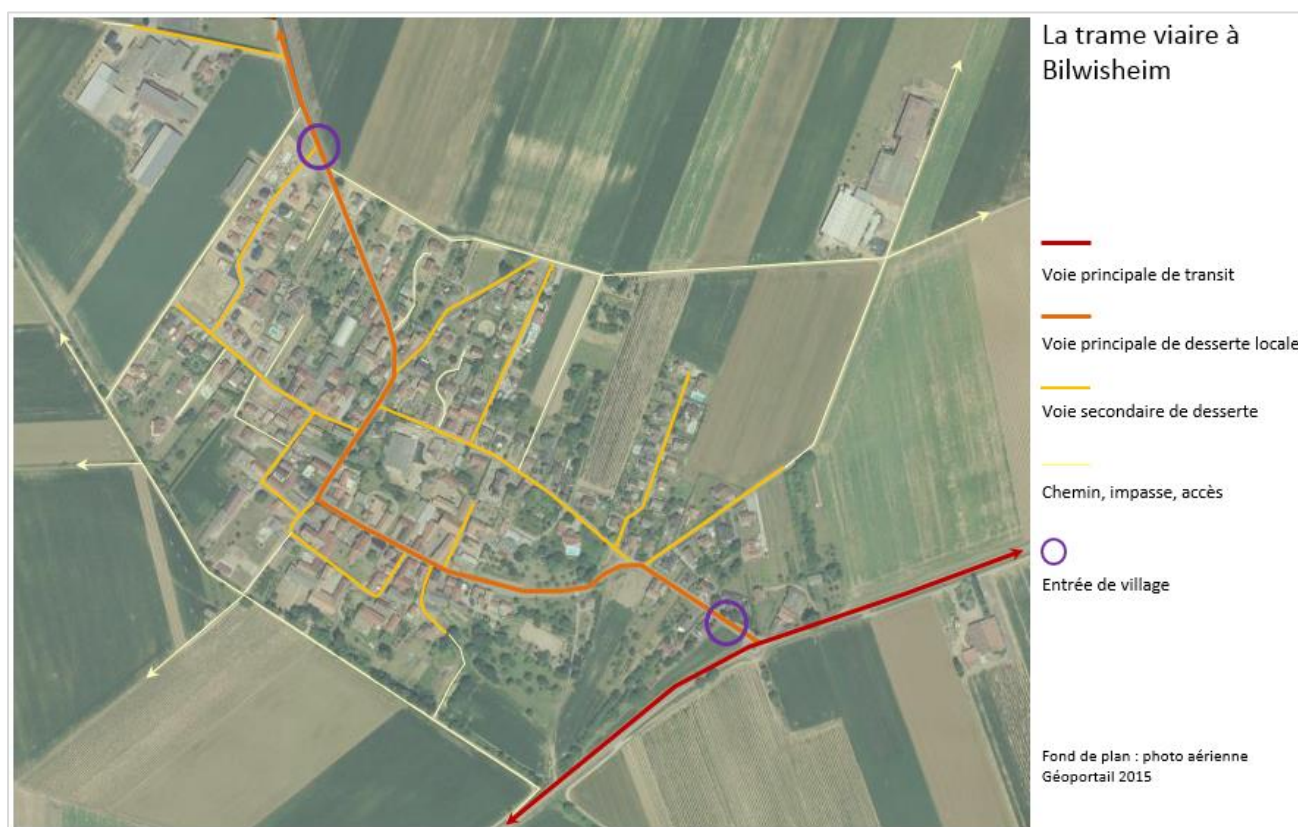 La trame viaire à
Bilwisheim
Voie principale de transit
Voie principale de desserte locale
Voie secondaire de desserte
Chemin, impasse, accès
Entrée de village
Fond de plan : photo aérienne
Géoportail 2015